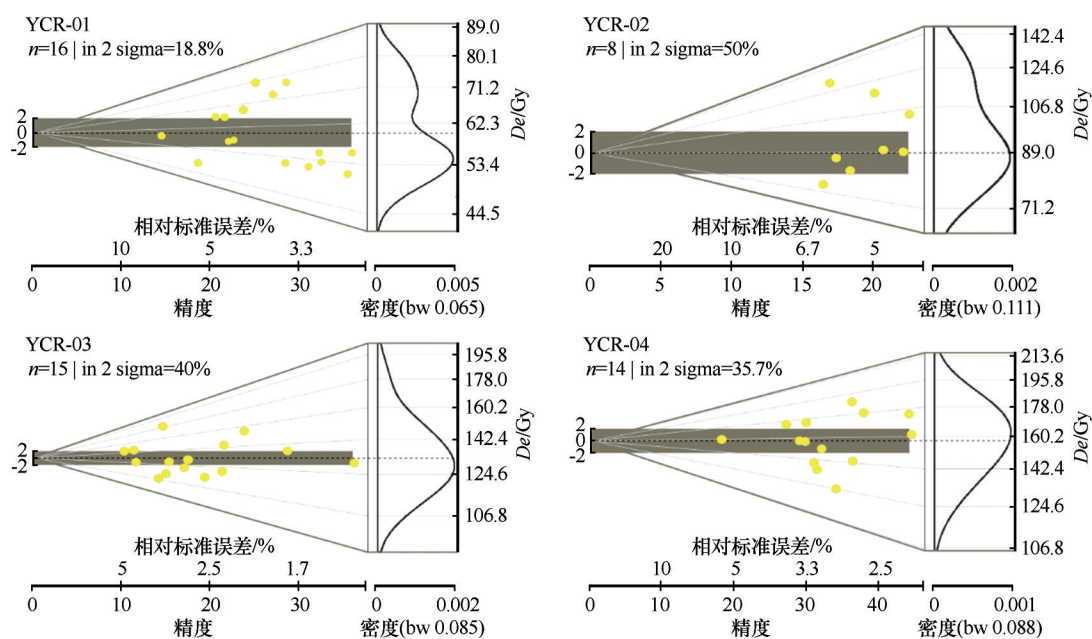 YCR-01
n=16 | in 2 sigma=18.8%
2
0
-2
89.0
80.1
71.2
62.3
53.4
44.5
De/Gy
相对标准误差/%
10 5 3.3
0 10 20 30
精度
0 0.005
密度(bw 0.065)
YCR-02
n=8 | in 2 sigma=50%
2
0
-2
142.4
124.6
106.8
89.0
71.2
De/Gy
相对标准误差/%
20 10 6.7 5
0 5 10 15 20
精度
0 0.002
密度(bw 0.111)
YCR-03
n=15 | in 2 sigma=40%
2
-2
195.8
178.0
160.2
142.4
124.6
106.8
De/Gy
相对标准误差/%
5 2.5 1.7
0 10 20 30
精度
0 0.002
密度(bw 0.085)
YCR-04
n=14 | in 2 sigma=35.7%
2
0
-2
213.6
195.8
178.0
160.2
142.4
124.6
106.8
De/Gy
相对标准误差/%
10 5 3.3 2.5
0 10 20 30 40
精度
0 0.001
密度(bw 0.088)